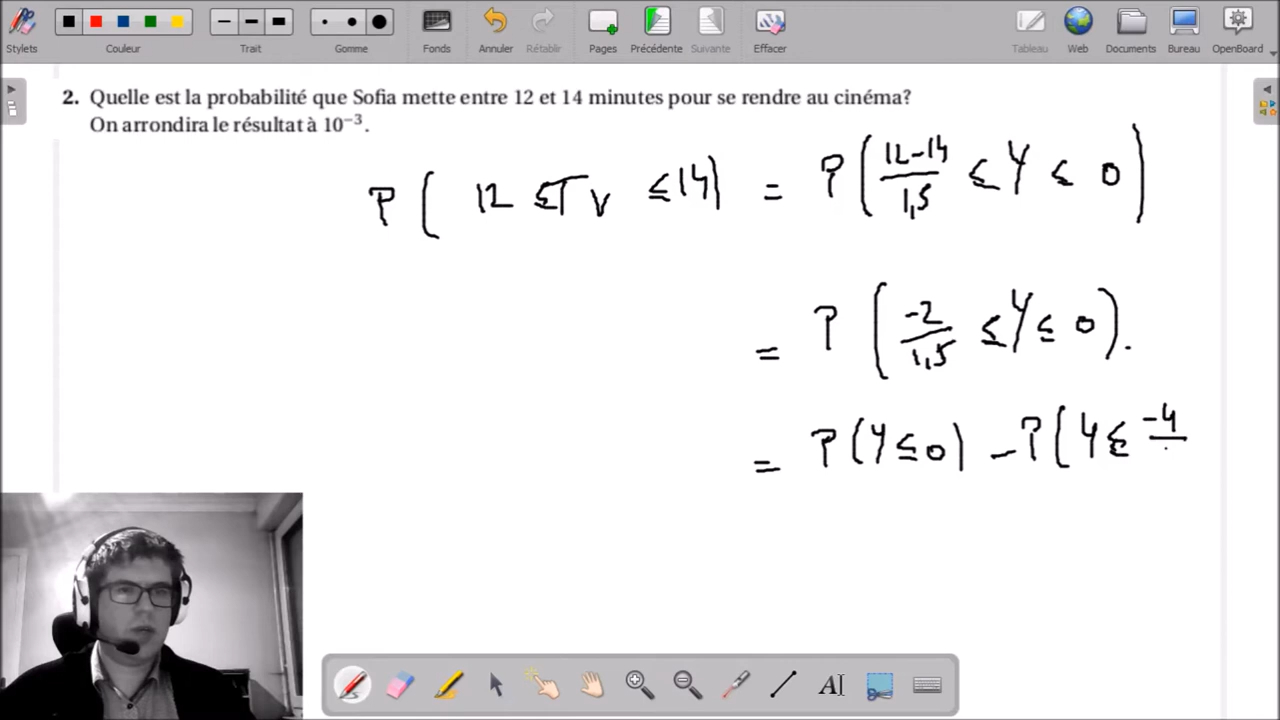 Stylets Couleur Trait Gomme Fonds Annuler Rétablir Pages Précédente Suivante Effacer Tableau Web Documents Bureau OpenBoard
2. Quelle est la probabilité que Sofia mette entre 12 et 14 minutes pour se rendre au cinéma?
On arrondira le résultat à 10⁻³.
P( 12 ≤ Tv ≤ 14) = P( (12-14)/1,5 ≤ Y ≤ 0 )
= P( -2/1,5 ≤ Y ≤ 0 ).
= P(Y ≤ 0) - P(Y ≤ -4/
AI